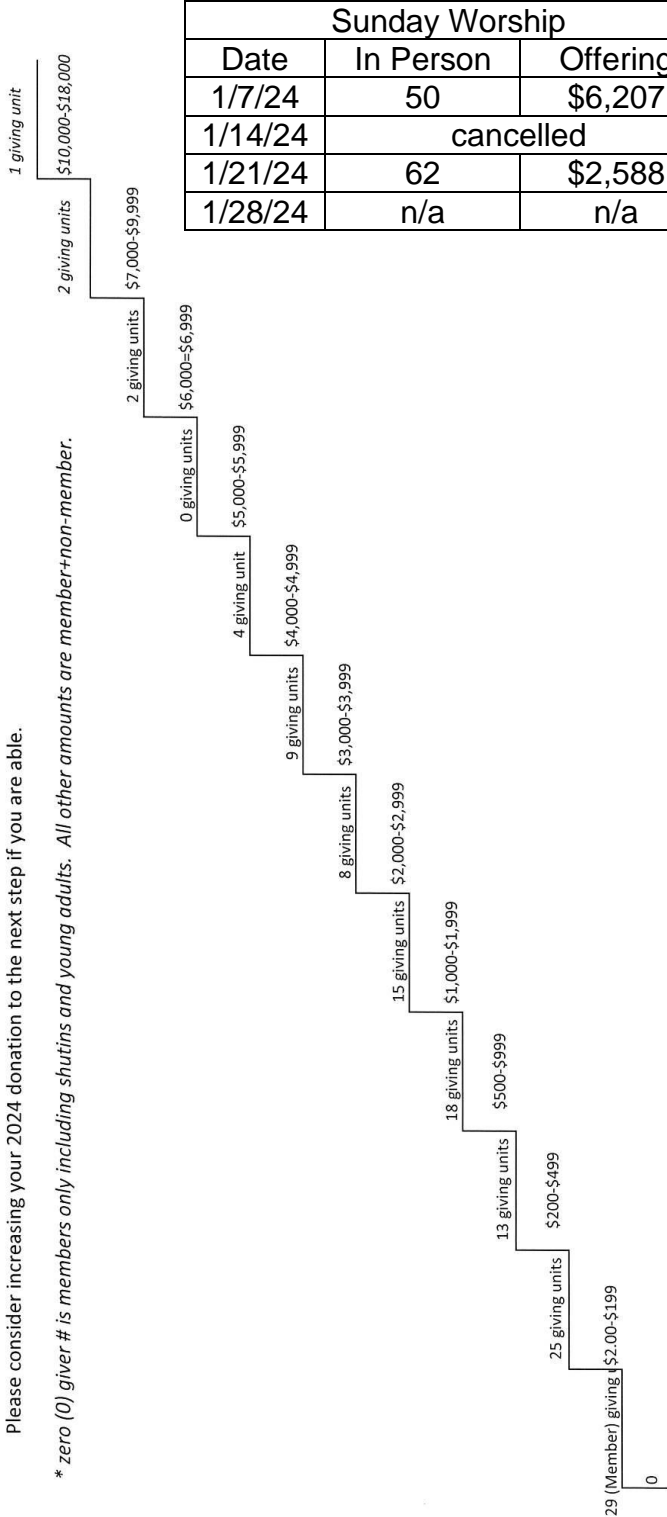 Please consider increasing your 2024 donation to the next step if you are able.
* zero (0) giver # is members only including shutins and young adults.  All other amounts are member+non-member.
1 giving unit
$10,000-$18,000
2 giving units
$7,000-$9,999
2 giving units
$6,000=$6,999
0 giving units
$5,000-$5,999
4 giving unit
$4,000-$4,999
9 giving units
$3,000-$3,999
8 giving units
$2,000-$2,999
15 giving units
$1,000-$1,999
18 giving units
$500-$999
13 giving units
$200-$499
25 giving units
$2.00-$199
29 (Member) giving
0
Sunday Worship
Date In Person Offering
1/7/24 50 $6,207
1/14/24 cancelled
1/21/24 62 $2,588
1/28/24 n/a n/a